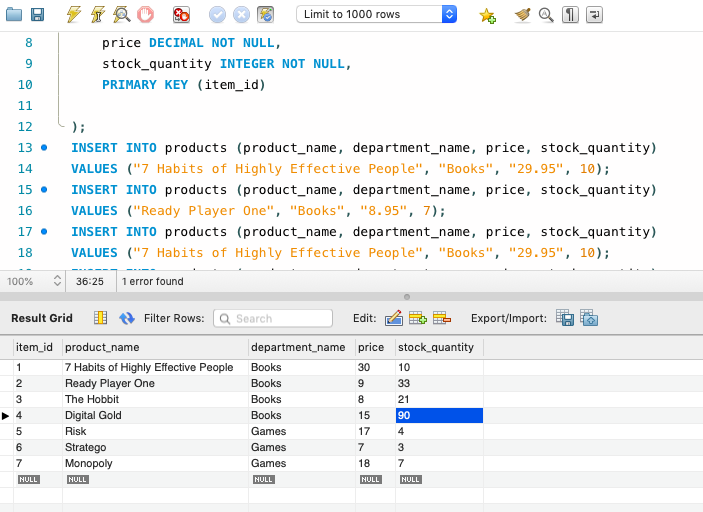 Limit to 1000 rows
8 price DECIMAL NOT NULL,
9 stock_quantity INTEGER NOT NULL,
10 PRIMARY KEY (item_id)
11
12 );
13 INSERT INTO products (product_name, department_name, price, stock_quantity)
14 VALUES ("7 Habits of Highly Effective People", "Books", "29.95", 10);
15 INSERT INTO products (product_name, department_name, price, stock_quantity)
16 VALUES ("Ready Player One", "Books", "8.95", 7);
17 INSERT INTO products (product_name, department_name, price, stock_quantity)
18 VALUES ("7 Habits of Highly Effective People", "Books", "29.95", 10);
100% 36:25 1 error found
Result Grid Filter Rows: Search Edit: Export/Import:
item_id product_name department_name price stock_quantity
1 7 Habits of Highly Effective People Books 30 10
2 Ready Player One Books 9 33
3 The Hobbit Books 8 21
4 Digital Gold Books 15 90
5 Risk Games 17 4
6 Stratego Games 7 3
7 Monopoly Games 18 7
NULL NULL NULL NULL NULL